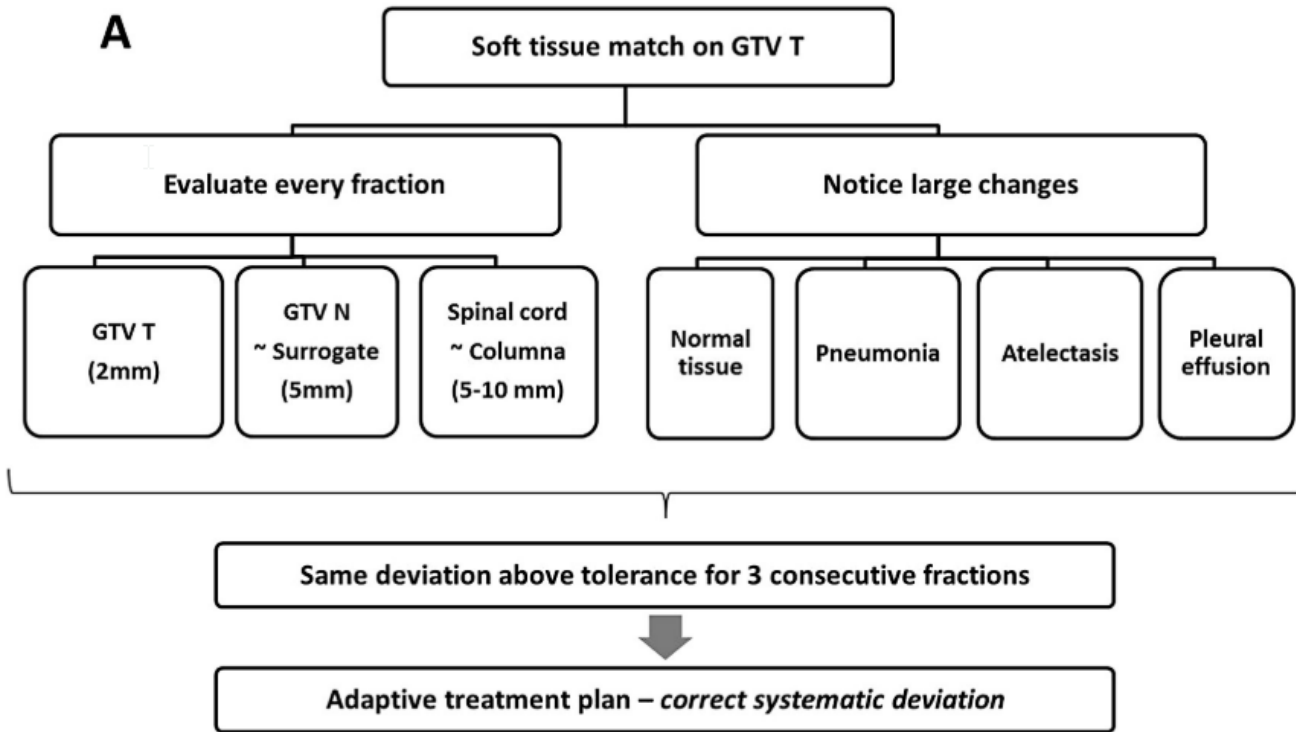 A
Soft tissue match on GTV T
Evaluate every fraction
Notice large changes
GTV T
(2mm)
GTV N
~ Surrogate
(5mm)
Spinal cord
~ Columna
(5-10 mm)
Normal
tissue
Pneumonia
Atelectasis
Pleural
effusion
Same deviation above tolerance for 3 consecutive fractions
Adaptive treatment plan – correct systematic deviation